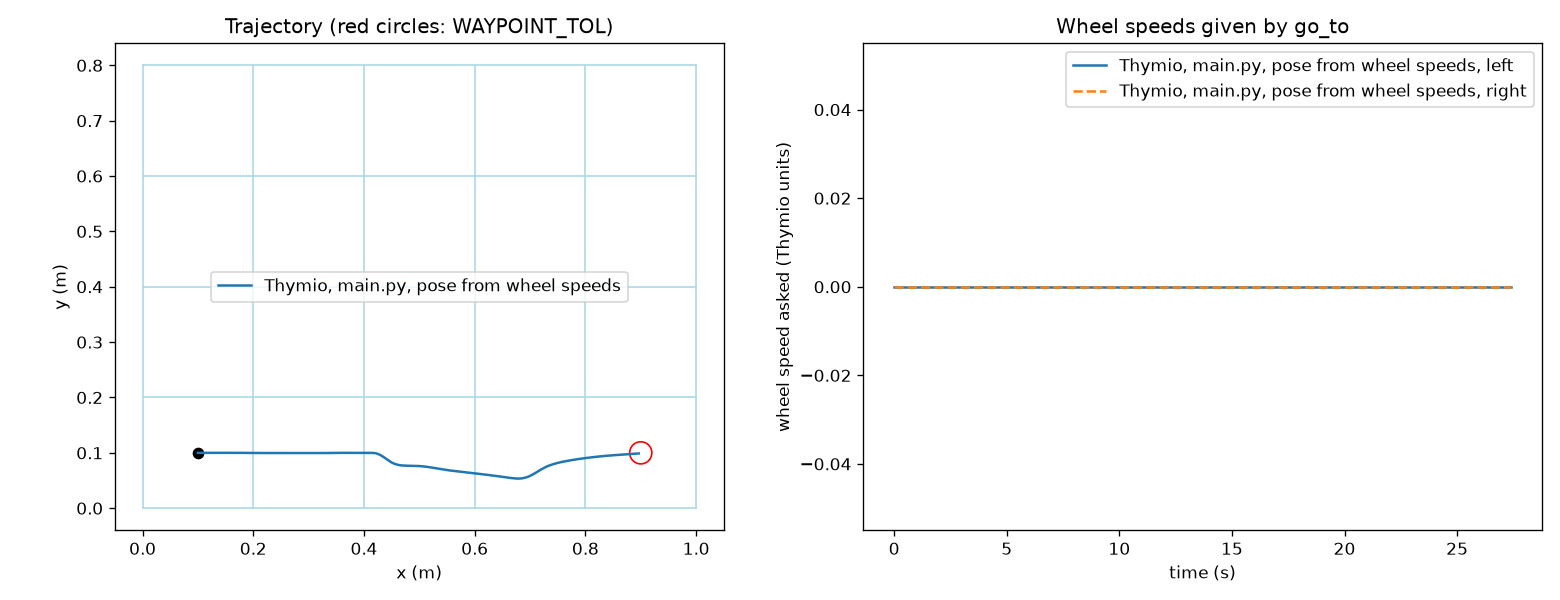 Trajectory (red circles: WAYPOINT_TOL)
0.8
0.7
0.6
0.5
0.4
0.3
0.2
0.1
0.0
y (m)
Thymio, main.py, pose from wheel speeds
0.0 0.2 0.4 0.6 0.8 1.0
x (m)
Wheel speeds given by go_to
Thymio, main.py, pose from wheel speeds, left
Thymio, main.py, pose from wheel speeds, right
0.04
0.02
0.00
−0.02
−0.04
wheel speed asked (Thymio units)
0 5 10 15 20 25
time (s)